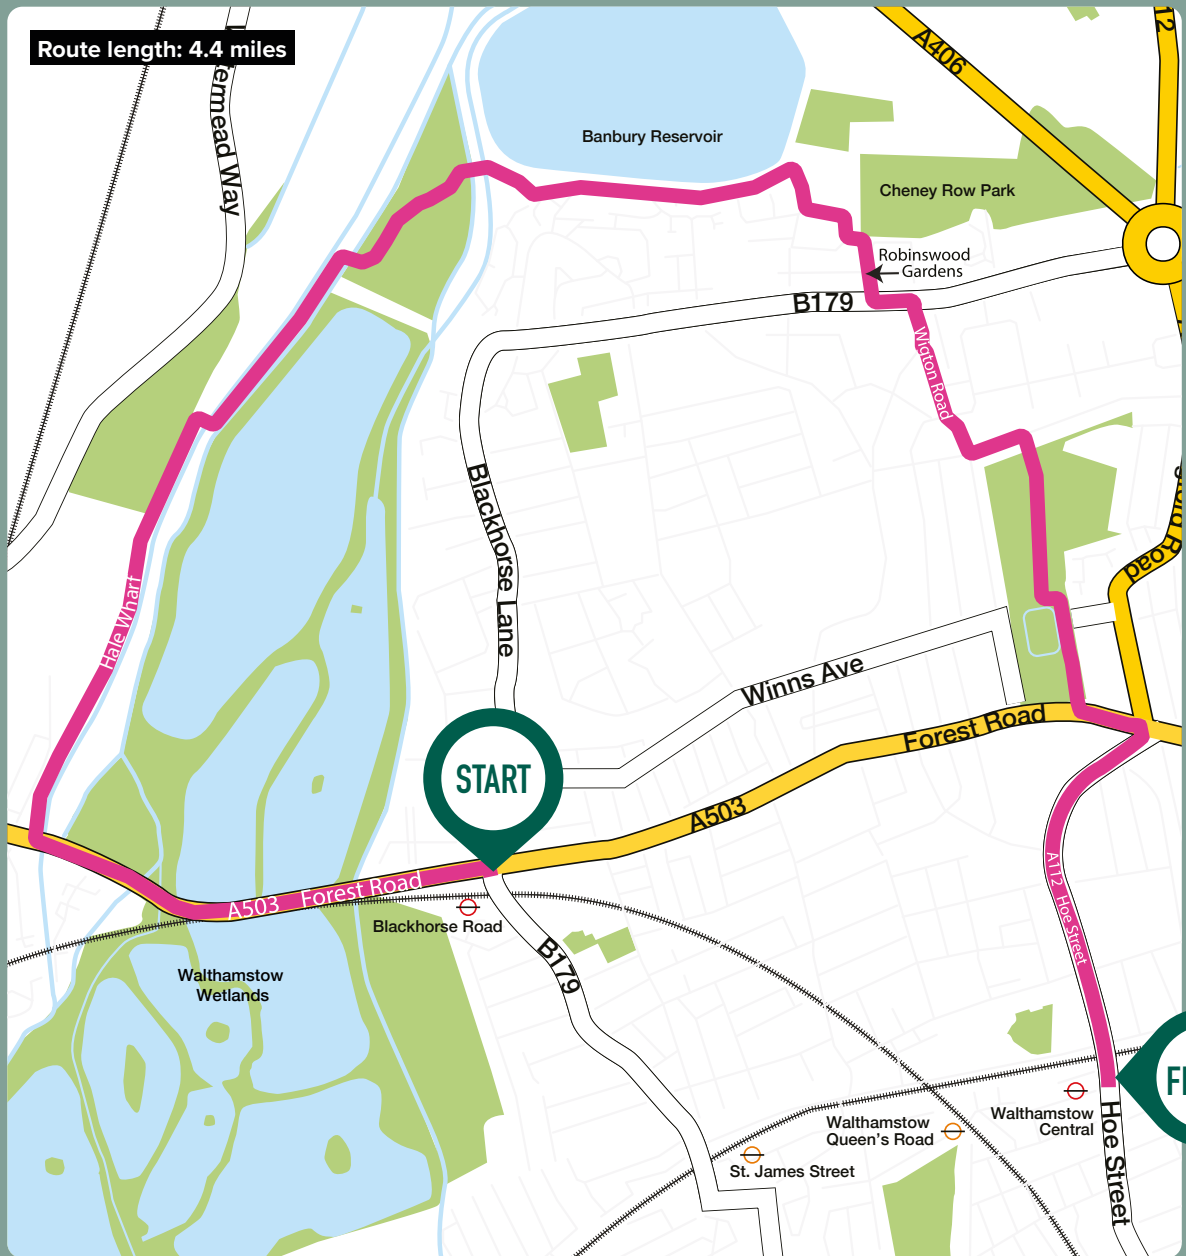 Route length: 4.4 miles
A406
Banbury Reservoir
Cheney Row Park
Robinswood
Gardens
B179
Wigton Road
Blackhorse Lane
Hale Wharf
Winns Ave
Forest Road
Road
START
A503
A503 Forest Road
Blackhorse Road
A112 Hoe Street
B179
Walthamstow
Wetlands
Walthamstow
Central
Walthamstow
Queen's Road
St. James Street
Hoe Street